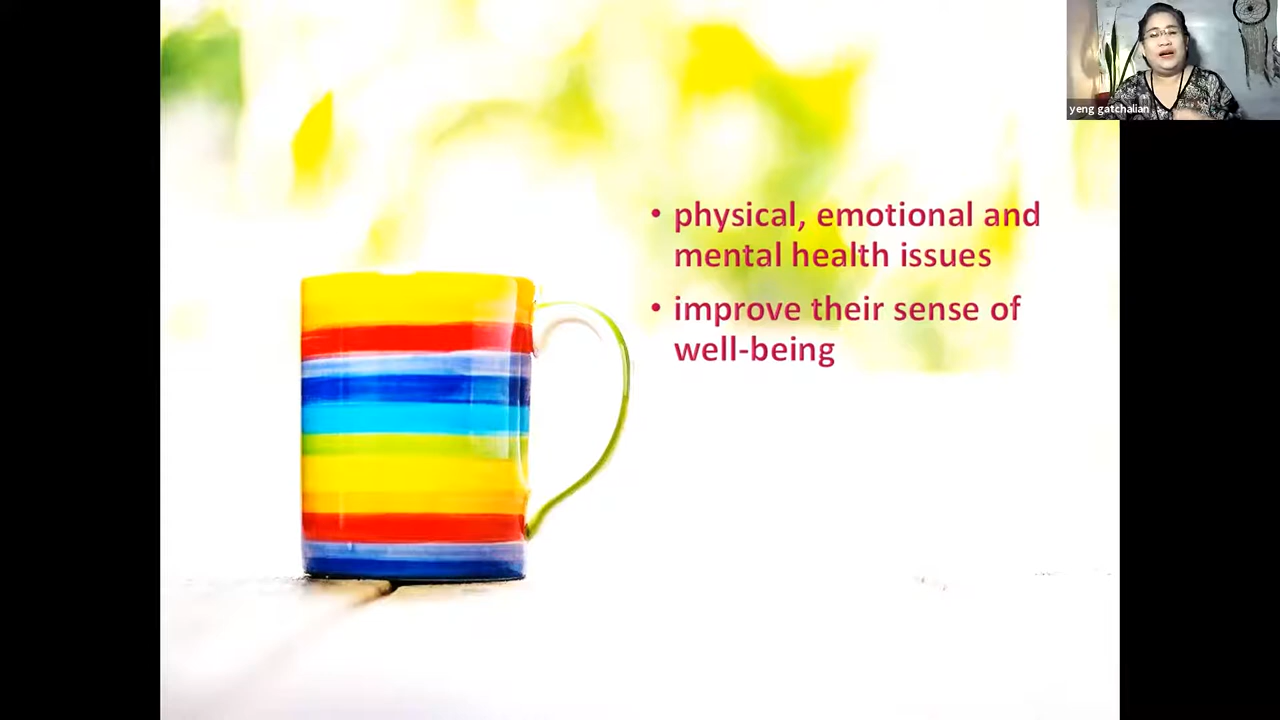 yeng gatchalian
• physical, emotional and
mental health issues
• improve their sense of
well-being